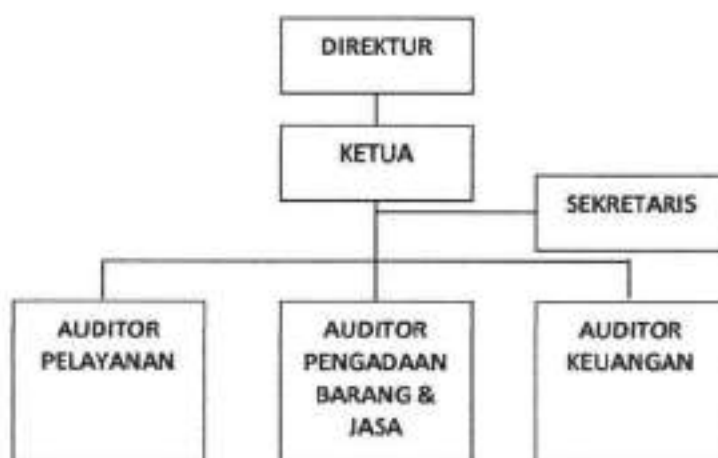 DIREKTUR
KETUA
SEKRETARIS
AUDITOR
PELAYANAN
AUDITOR
PENGADAAN
BARANG &
JASA
AUDITOR
KEUANGAN